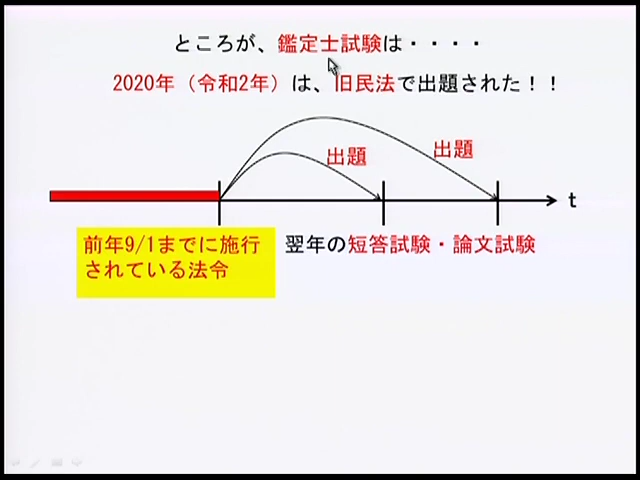 ところが、鑑定士試験は・・・・
2020年（令和2年）は、旧民法で出題された！！
出題
出題
t
前年9/1までに施行
されている法令
翌年の短答試験・論文試験